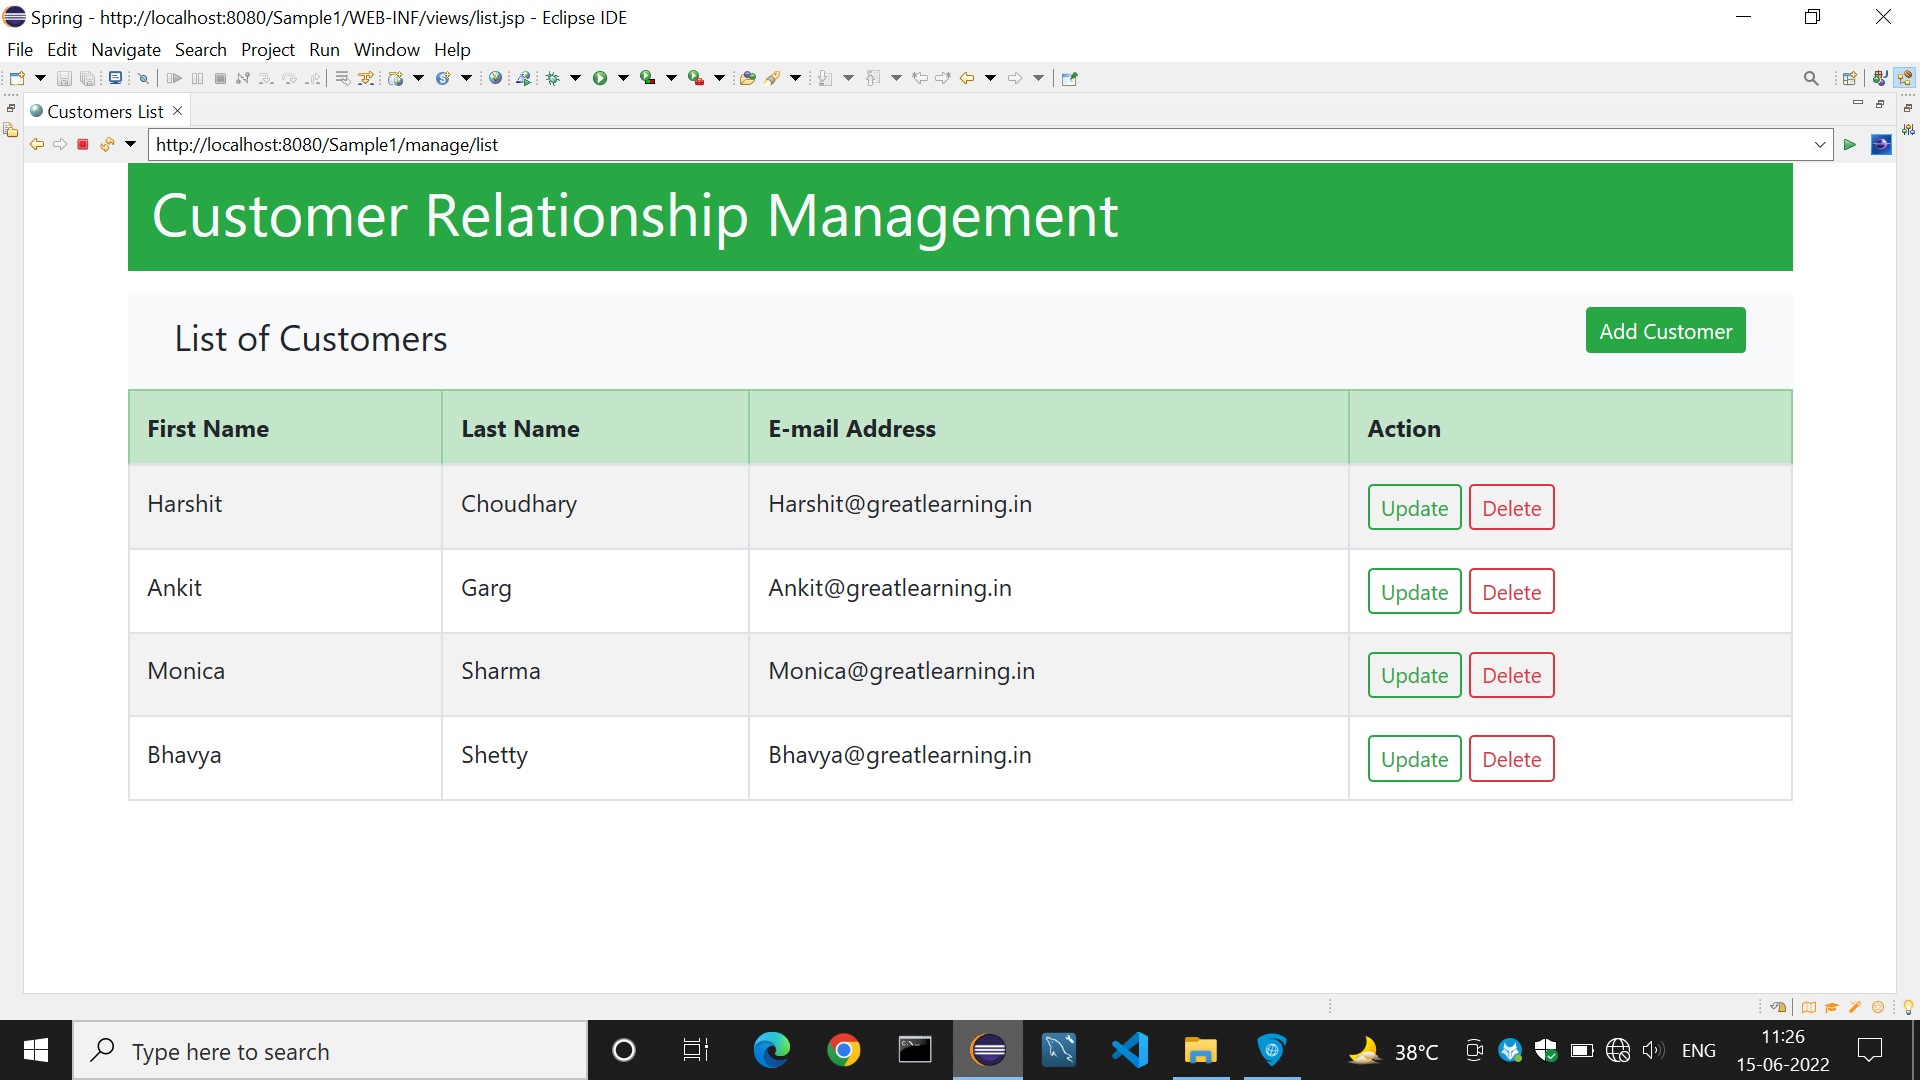 Spring - http://localhost:8080/Sample1/WEB-INF/views/list.jsp - Eclipse IDE
File Edit Navigate Search Project Run Window Help
Customers List
http://localhost:8080/Sample1/manage/list
Customer Relationship Management
List of Customers
Add Customer
First Name Last Name E-mail Address Action
Harshit Choudhary Harshit@greatlearning.in Update Delete
Ankit Garg Ankit@greatlearning.in Update Delete
Monica Sharma Monica@greatlearning.in Update Delete
Bhavya Shetty Bhavya@greatlearning.in Update Delete
Type here to search
38°C
ENG
11:26
15-06-2022